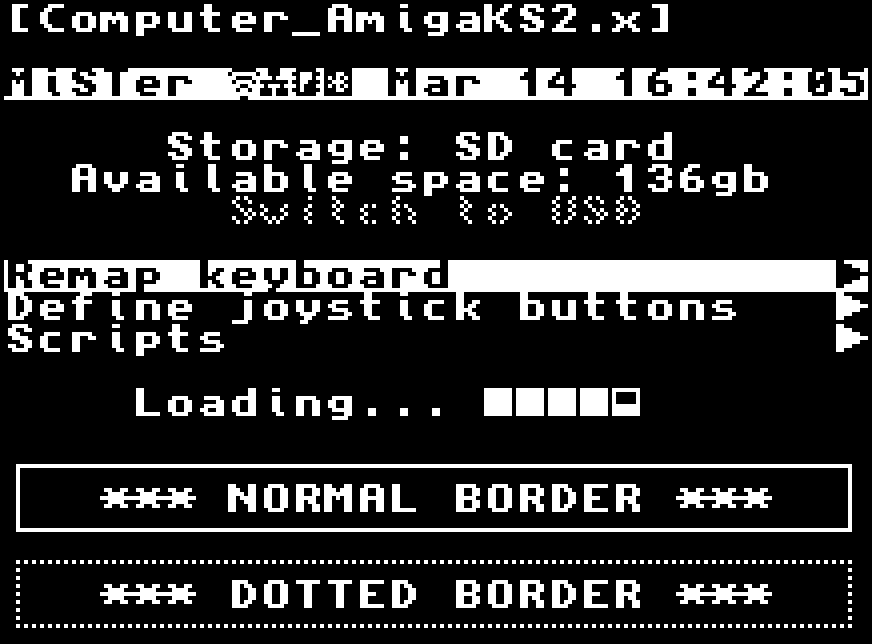 [Computer_AmigaKS2.x]
MiSTer Mar 14 16:42:05
Storage: SD card
Available space: 136gb
Switch to USB
Remap keyboard
Define joystick buttons
Scripts
Loading...
*** NORMAL BORDER ***
*** DOTTED BORDER ***